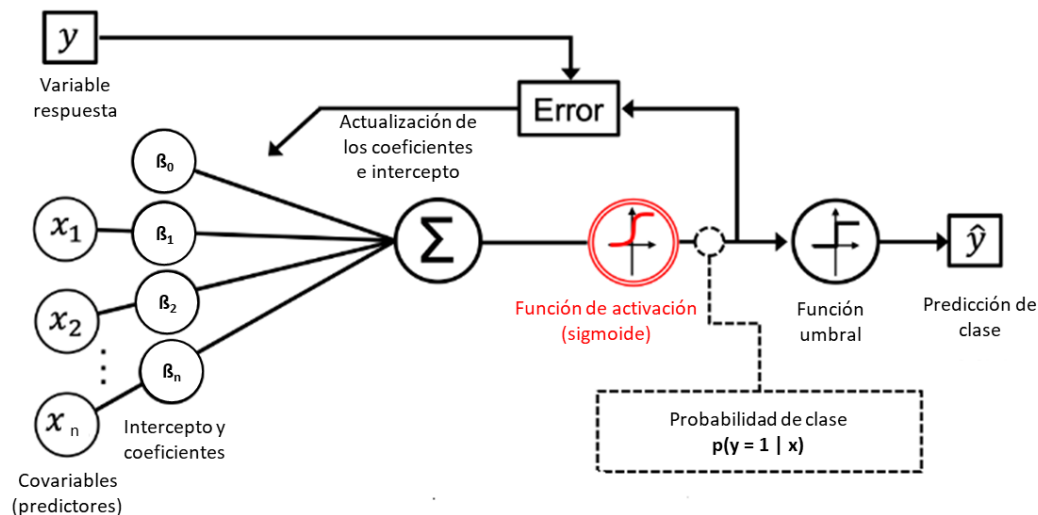 y
Variable
respuesta
Error
Actualización de
los coeficientes
e intercepto
ß0
x1
ß1
x2
ß2
xn
ßn
Σ
Intercepto y
coeficientes
Covariables
(predictores)
Función de activación
(sigmoide)
Función
umbral
ŷ
Predicción de
clase
Probabilidad de clase
p(y = 1 | x)